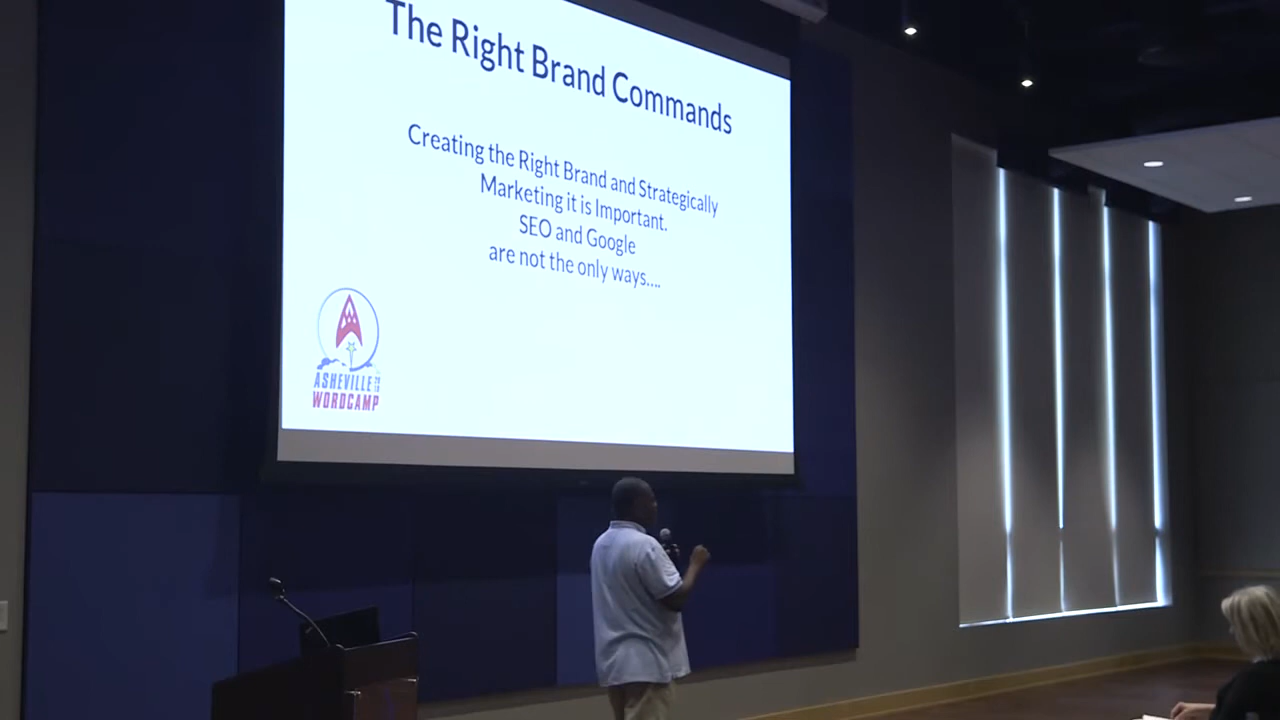 The Right Brand Commands
Creating the Right Brand and Strategically
Marketing it is Important.
SEO and Google
are not the only ways....
ASHEVILLE
WORDCAMP